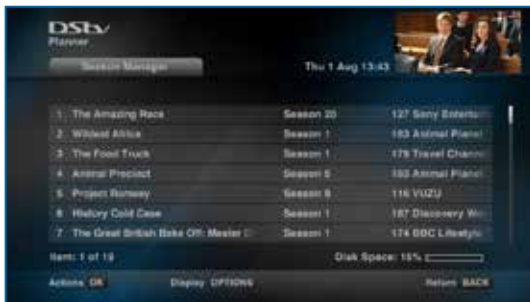 DStv
Planner
Season Manager
Thu 1 Aug 13:43
1 The Amazing Race Season 20 127 Sony Entertain
2 Wildest Africa Season 1 183 Animal Planet
3 The Food Truck Season 1 179 Travel Channe
4 Animal Precinct Season 183 Animal Planet
5 Project Runway Season 116 VUZU
6 History Cold Case Season 1 187 Discovery Wo
7 The Great British Bake Off: Master C Season 1 174 BBC Lifestyle
Item: 1 of 19 Disk Space: 15%
Actions OK Display OPTIONS Return BACK